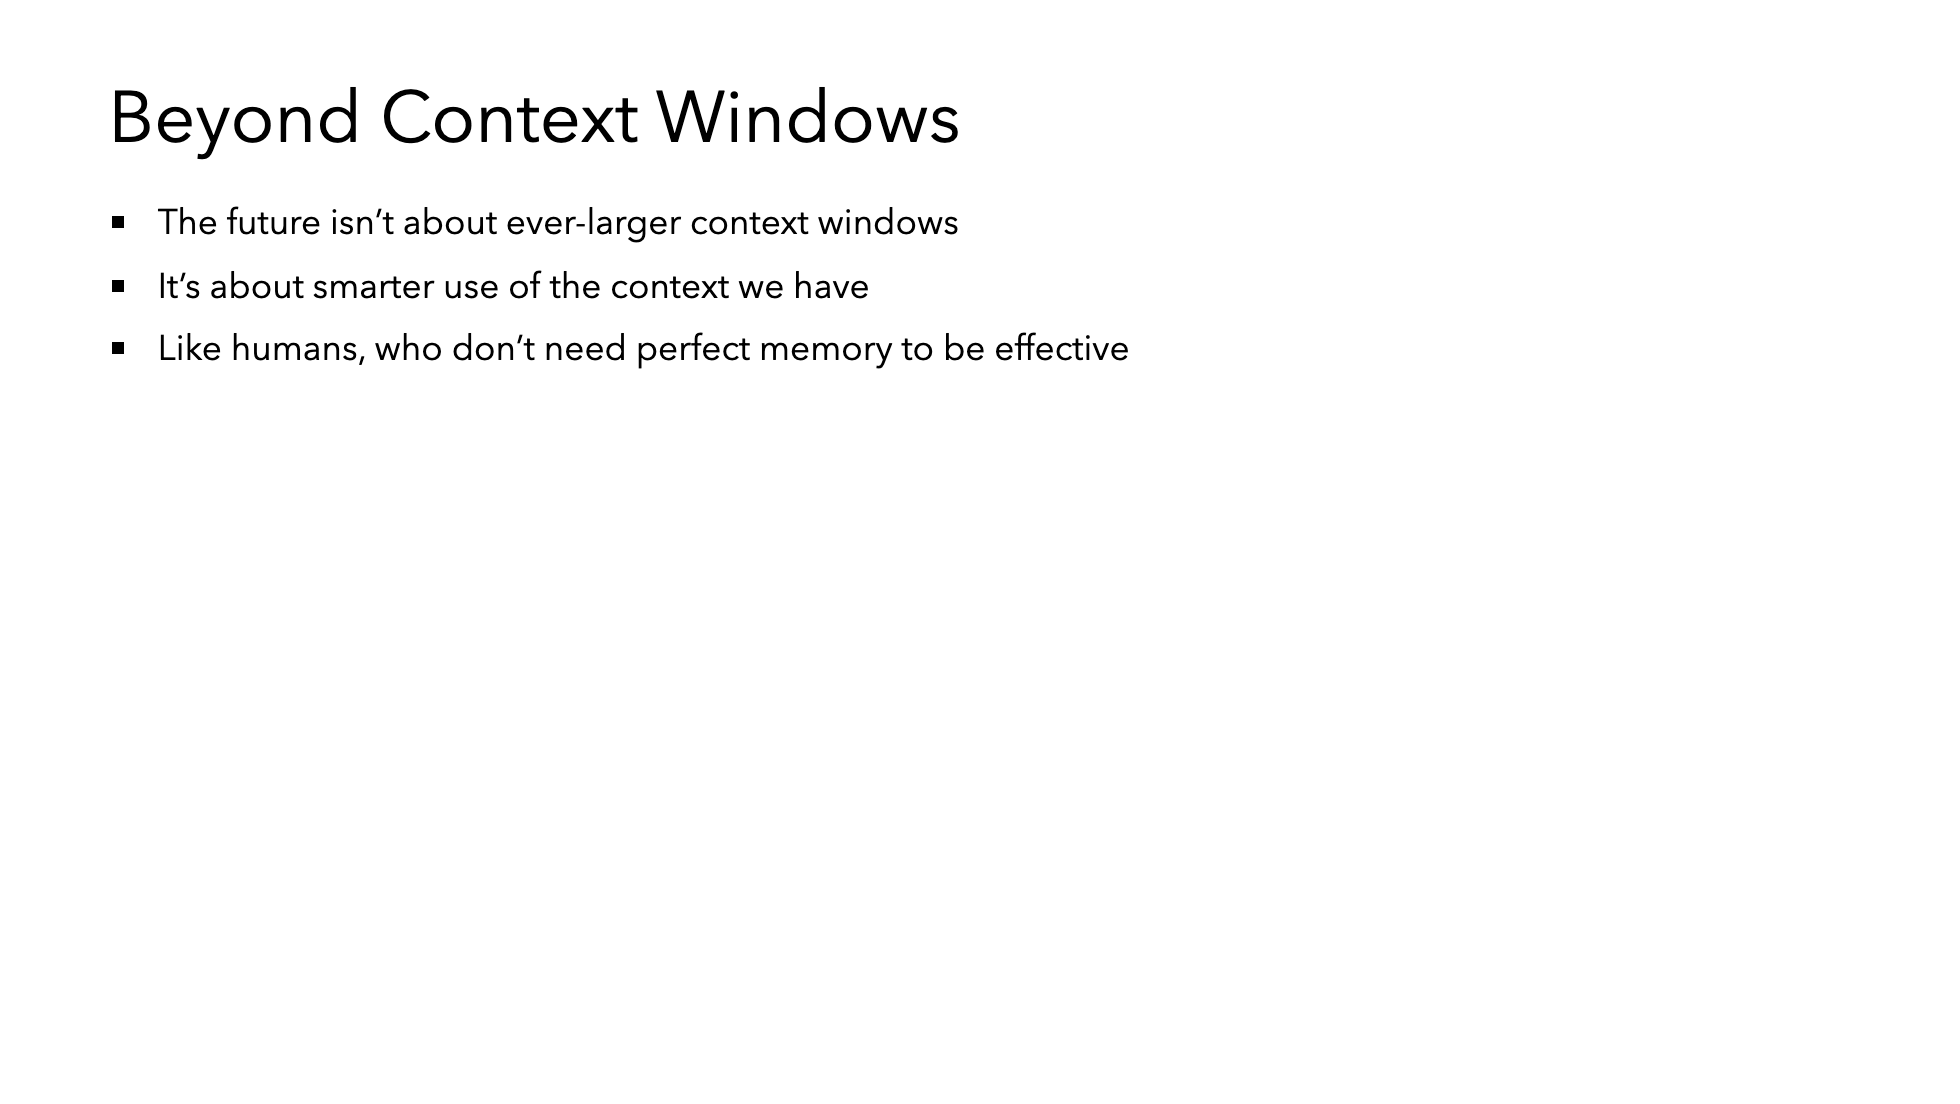 Beyond Context Windows
▪ The future isn’t about ever-larger context windows
▪ It’s about smarter use of the context we have
▪ Like humans, who don’t need perfect memory to be effective